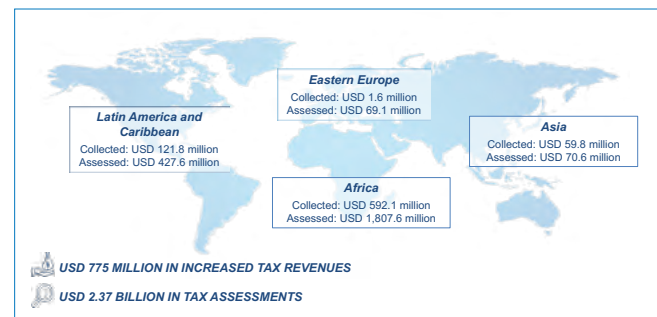 Eastern Europe
Collected: USD 1.6 million
Assessed: USD 69.1 million
Latin America and
Caribbean
Collected: USD 121.8 million
Assessed: USD 427.6 million
Asia
Collected: USD 59.8 million
Assessed: USD 70.6 million
Africa
Collected: USD 592.1 million
Assessed: USD 1,807.6 million
USD 775 MILLION IN INCREASED TAX REVENUES
USD 2.37 BILLION IN TAX ASSESSMENTS